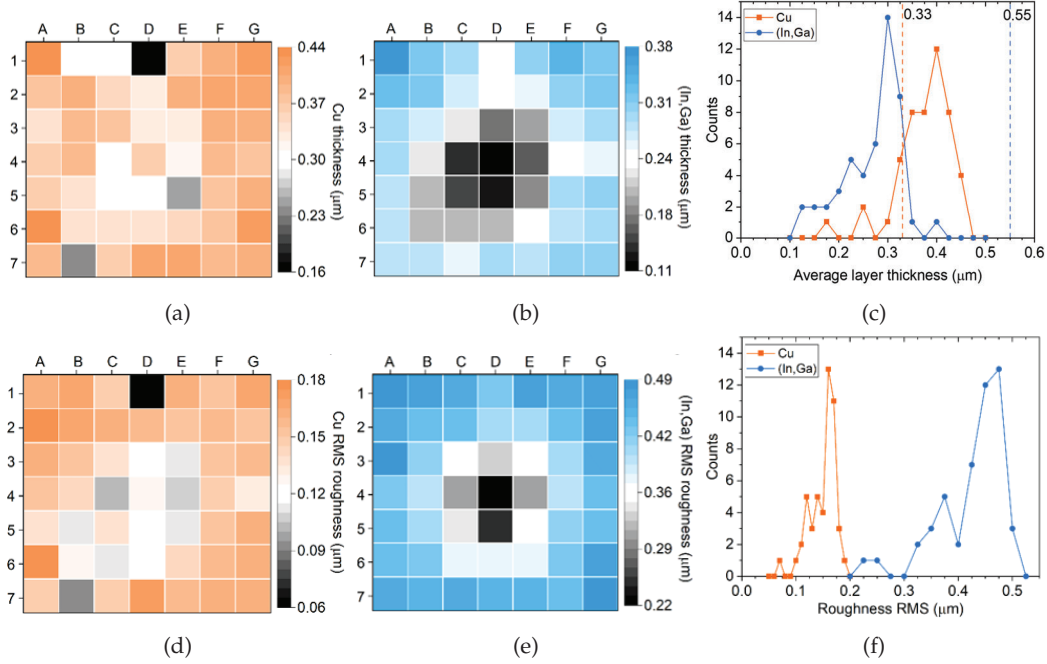 A B C D E F G
1
2
3
4
5
6
7
0.44
0.37
0.30
0.23
0.16
Cu thickness (μm)
(a)
A B C D E F G
1
2
3
4
5
6
7
0.38
0.31
0.24
0.18
0.11
(In,Ga) thickness (μm)
(b)
Cu
(In,Ga)
0.33
0.55
14
12
10
8
6
4
2
0
Counts
0.0 0.1 0.2 0.3 0.4 0.5 0.6
Average layer thickness (μm)
(c)
A B C D E F G
1
2
3
4
5
6
7
0.18
0.15
0.12
0.09
0.06
Cu RMS roughness (μm)
(d)
A B C D E F G
1
2
3
4
5
6
7
0.49
0.42
0.36
0.29
0.22
(In,Ga) RMS roughness (μm)
(e)
Cu
(In,Ga)
14
12
10
8
6
4
2
0
Counts
0.0 0.1 0.2 0.3 0.4 0.5
Roughness RMS (μm)
(f)